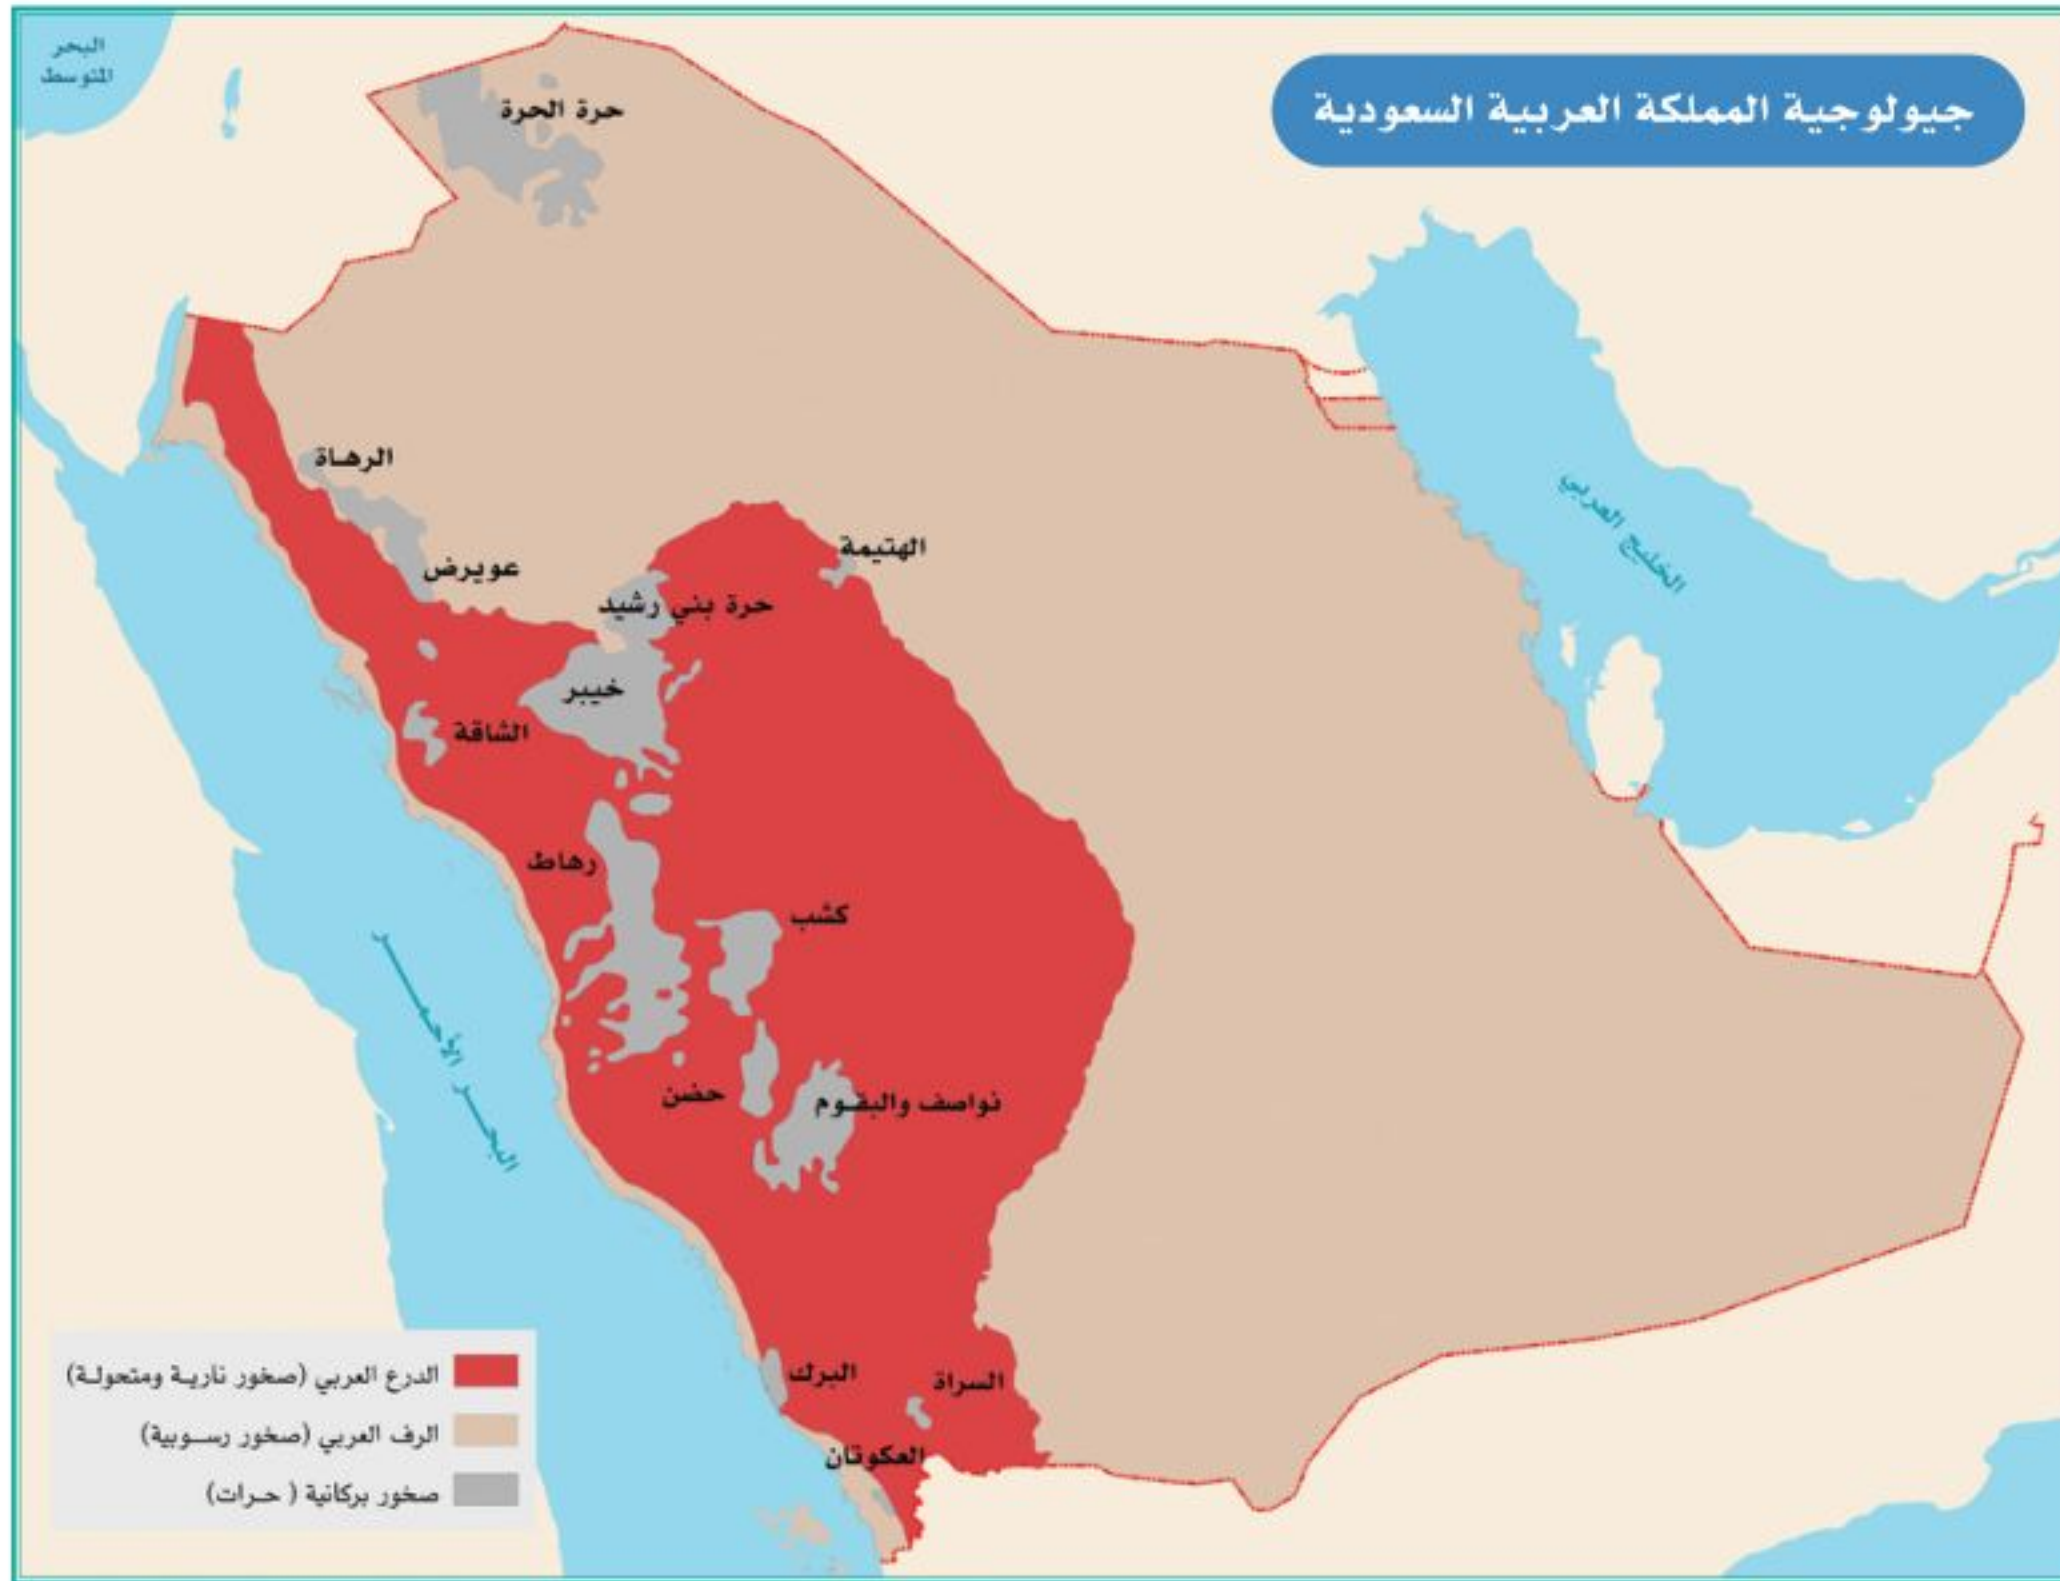 جيولوجية المملكة العربية السعودية
البحر
المتوسط
حرة الحرة
الرهاة
عويرض
الهتيمة
حرة بني رشيد
خيبر
الشاقة
رهاط
كشب
حضن
نواصف والبقوم
البرك
السراة
العكوتان
الخليج العربي
البحر الأحمر
الدرع العربي (صخور نارية ومتحولة)
الرف العربي (صخور رسوبية)
صخور بركانية ( حرات)